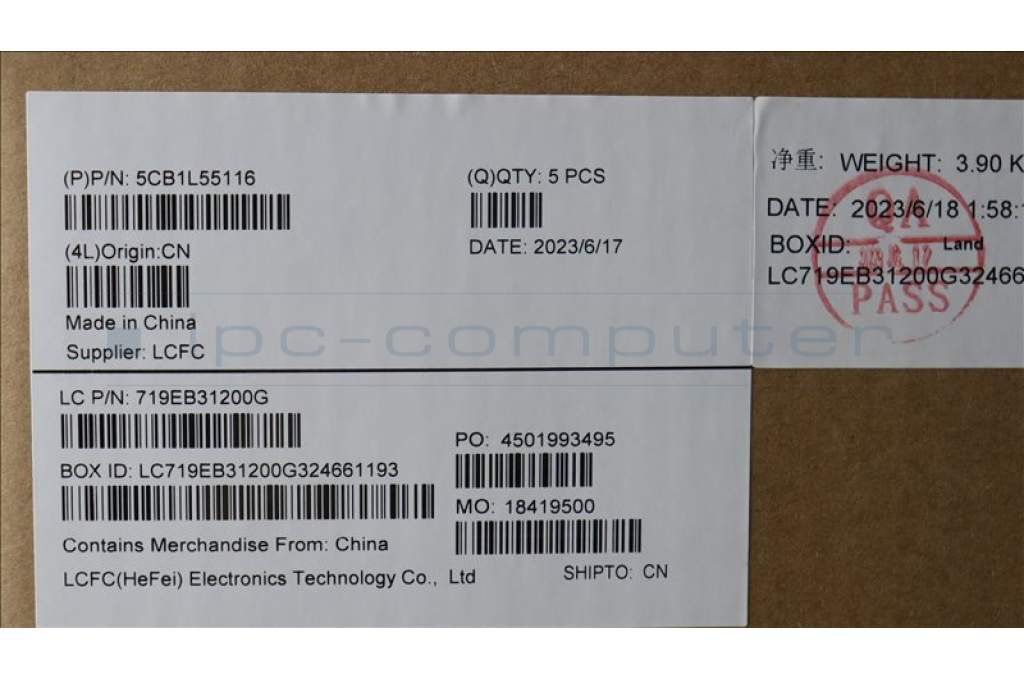 (P)P/N: 5CB1L55116
(Q)QTY: 5 PCS
(4L)Origin:CN
DATE: 2023/6/17
Made in China
Supplier: LCFC
净重: WEIGHT: 3.90 K
DATE: 2023/6/18 1:58:
BOXID: Land
LC719EB31200G32466
QA
PASS
ipc-computer
LC P/N: 719EB31200G
PO: 4501993495
BOX ID: LC719EB31200G324661193
MO: 18419500
Contains Merchandise From: China
LCFC(HeFei) Electronics Technology Co., Ltd
SHIPTO: CN